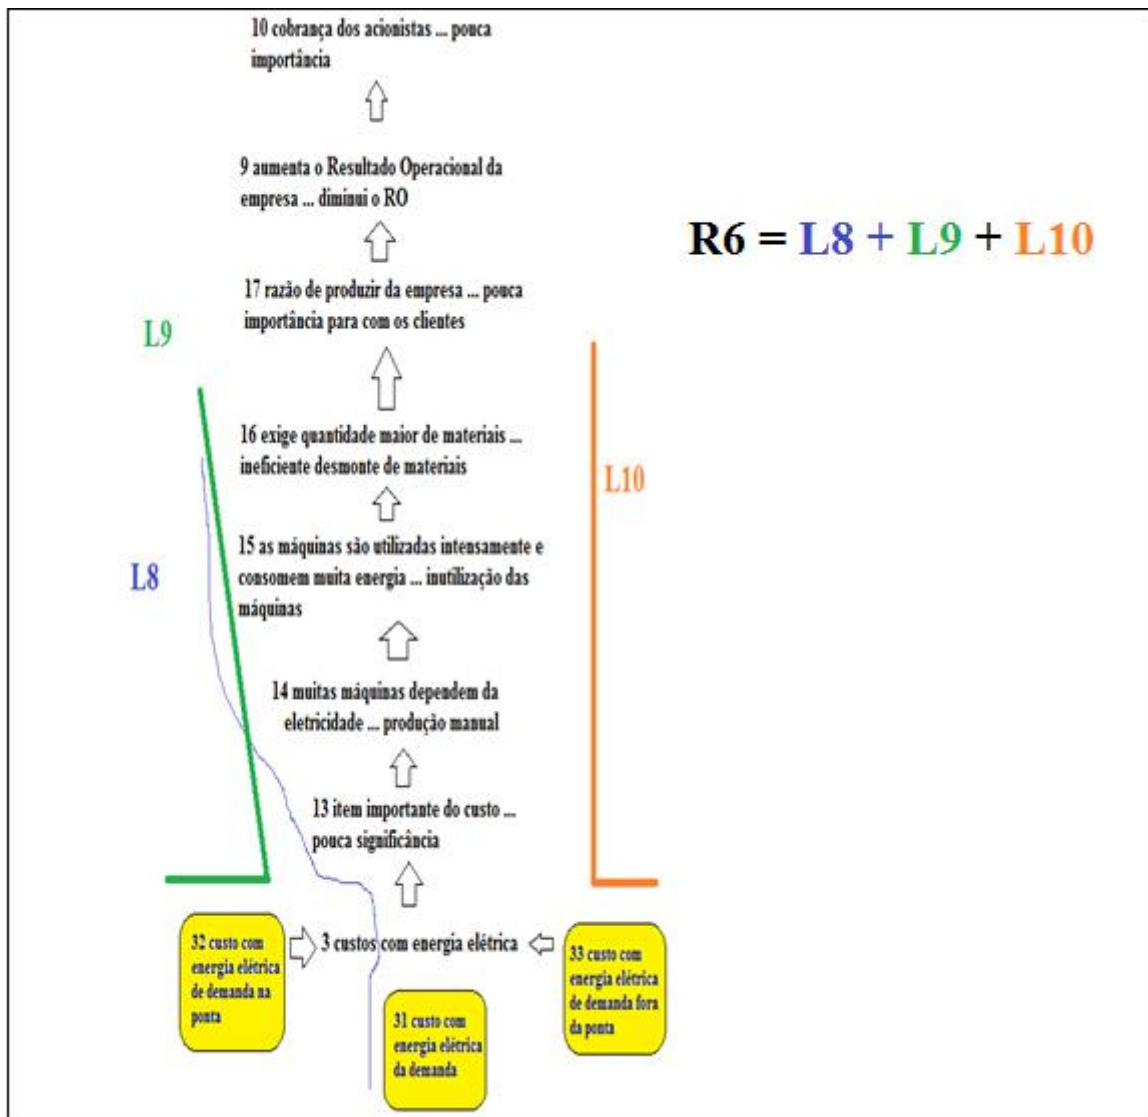 10 cobrança dos acionistas ... pouca
importância
9 aumenta o Resultado Operacional da
empresa ... diminui o RO
R6 = L8 + L9 + L10
17 razão de produzir da empresa ... pouca
importância para com os clientes
L9
16 exige quantidade maior de materiais ...
ineficiente desmonte de materiais
L10
15 as máquinas são utilizadas intensamente e
consomem muita energia ... inutilização das
máquinas
L8
14 muitas máquinas dependem da
eletricidade ... produção manual
13 item importante do custo ...
pouca significância
32 custo com
energia elétrica
de demanda na
ponta
3 custos com energia elétrica
33 custo com
energia elétrica
de demanda fora
da ponta
31 custo com
energia elétrica
da demanda